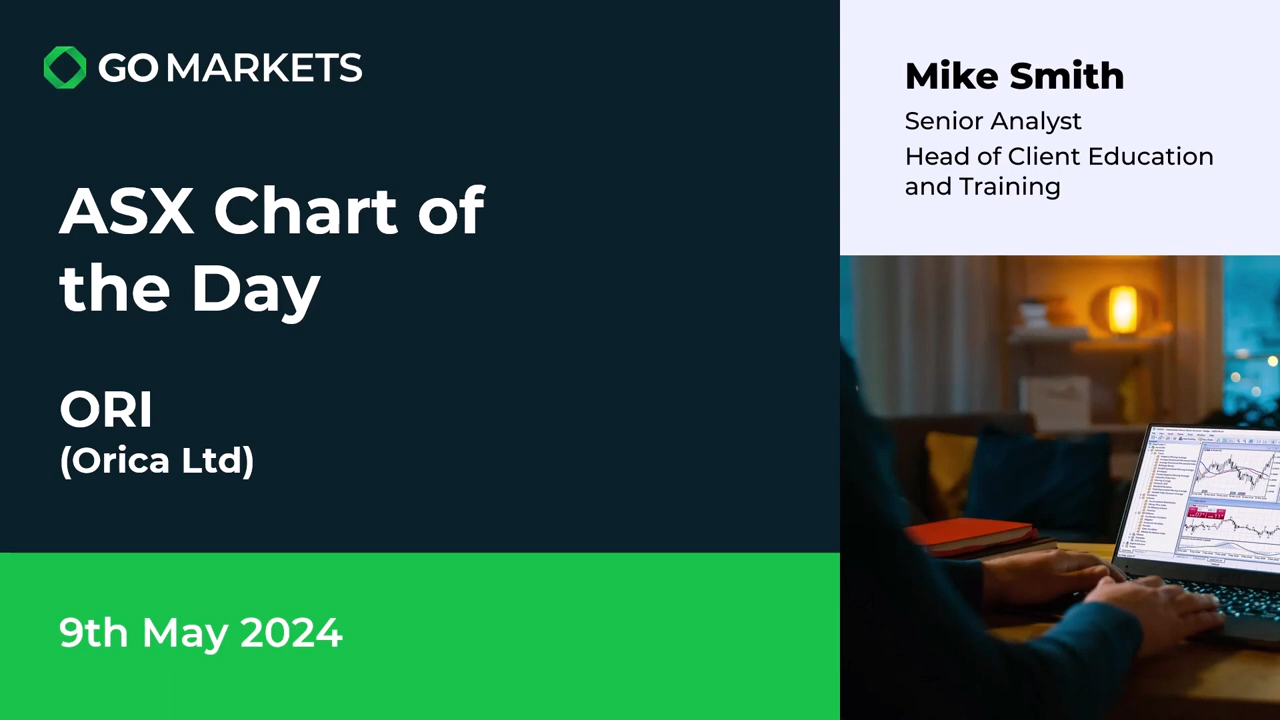 GO MARKETS
ASX Chart of
the Day
ORI
(Orica Ltd)
9th May 2024
Mike Smith
Senior Analyst
Head of Client Education
and Training